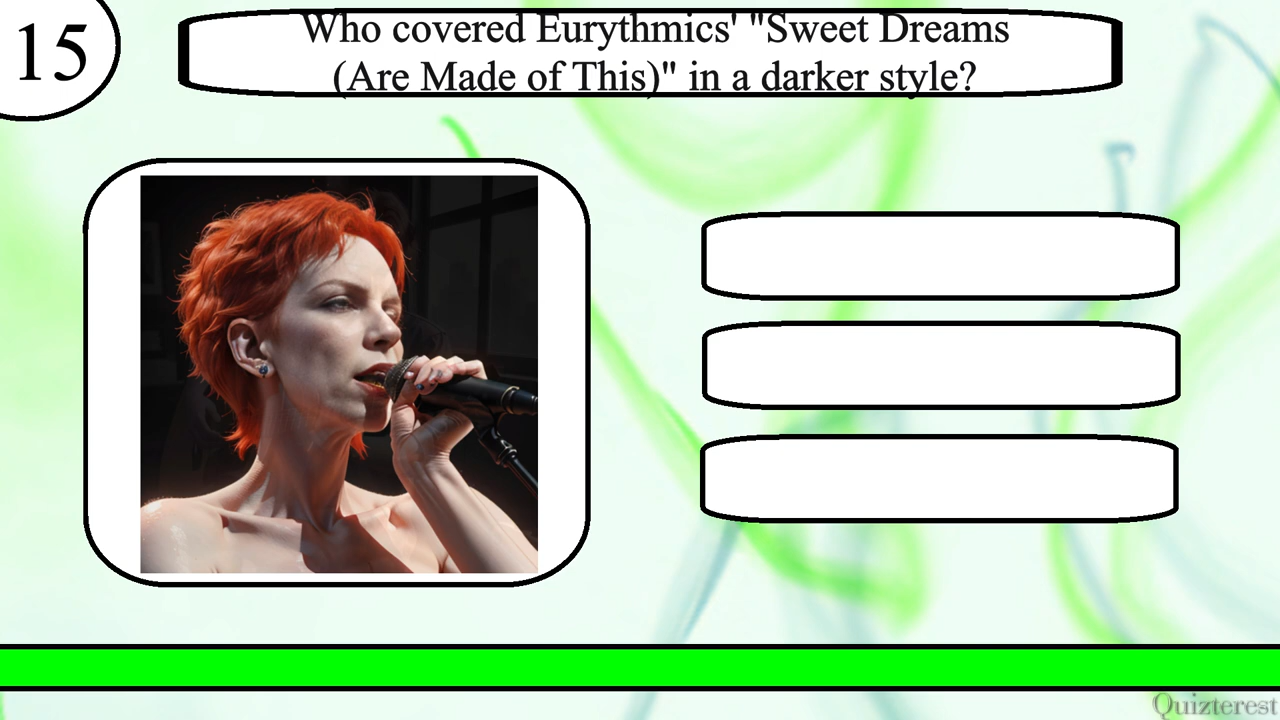 15
Who covered Eurythmics' "Sweet Dreams
(Are Made of This)" in a darker style?
Quizterest